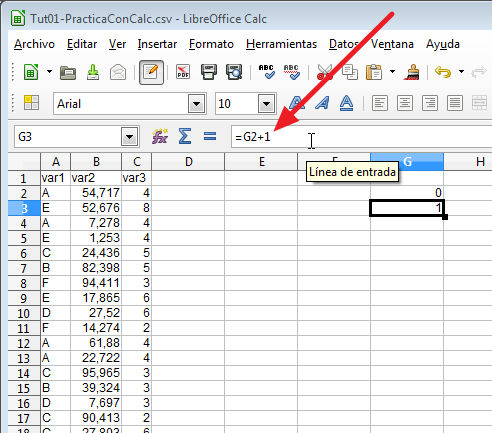 Tut01-PracticaConCalc.csv - LibreOffice Calc
Archivo Editar Ver Insertar Formato Herramientas Datos Ventana Ayuda
PDF ABC ABC
Arial 10 A A A
G3 =G2+1
Línea de entrada
A B C D E F G H
1 var1 var2 var3
2 A 54,717 4 0
3 E 52,676 8 1
4 A 7,278 4
5 E 1,253 4
6 C 24,436 5
7 B 82,398 5
8 F 94,411 3
9 E 17,865 6
10 D 27,52 6
11 F 14,274 2
12 A 61,88 4
13 A 22,722 4
14 C 95,965 3
15 B 39,324 3
16 D 7,697 3
17 C 90,413 2
18 C 27,803 6